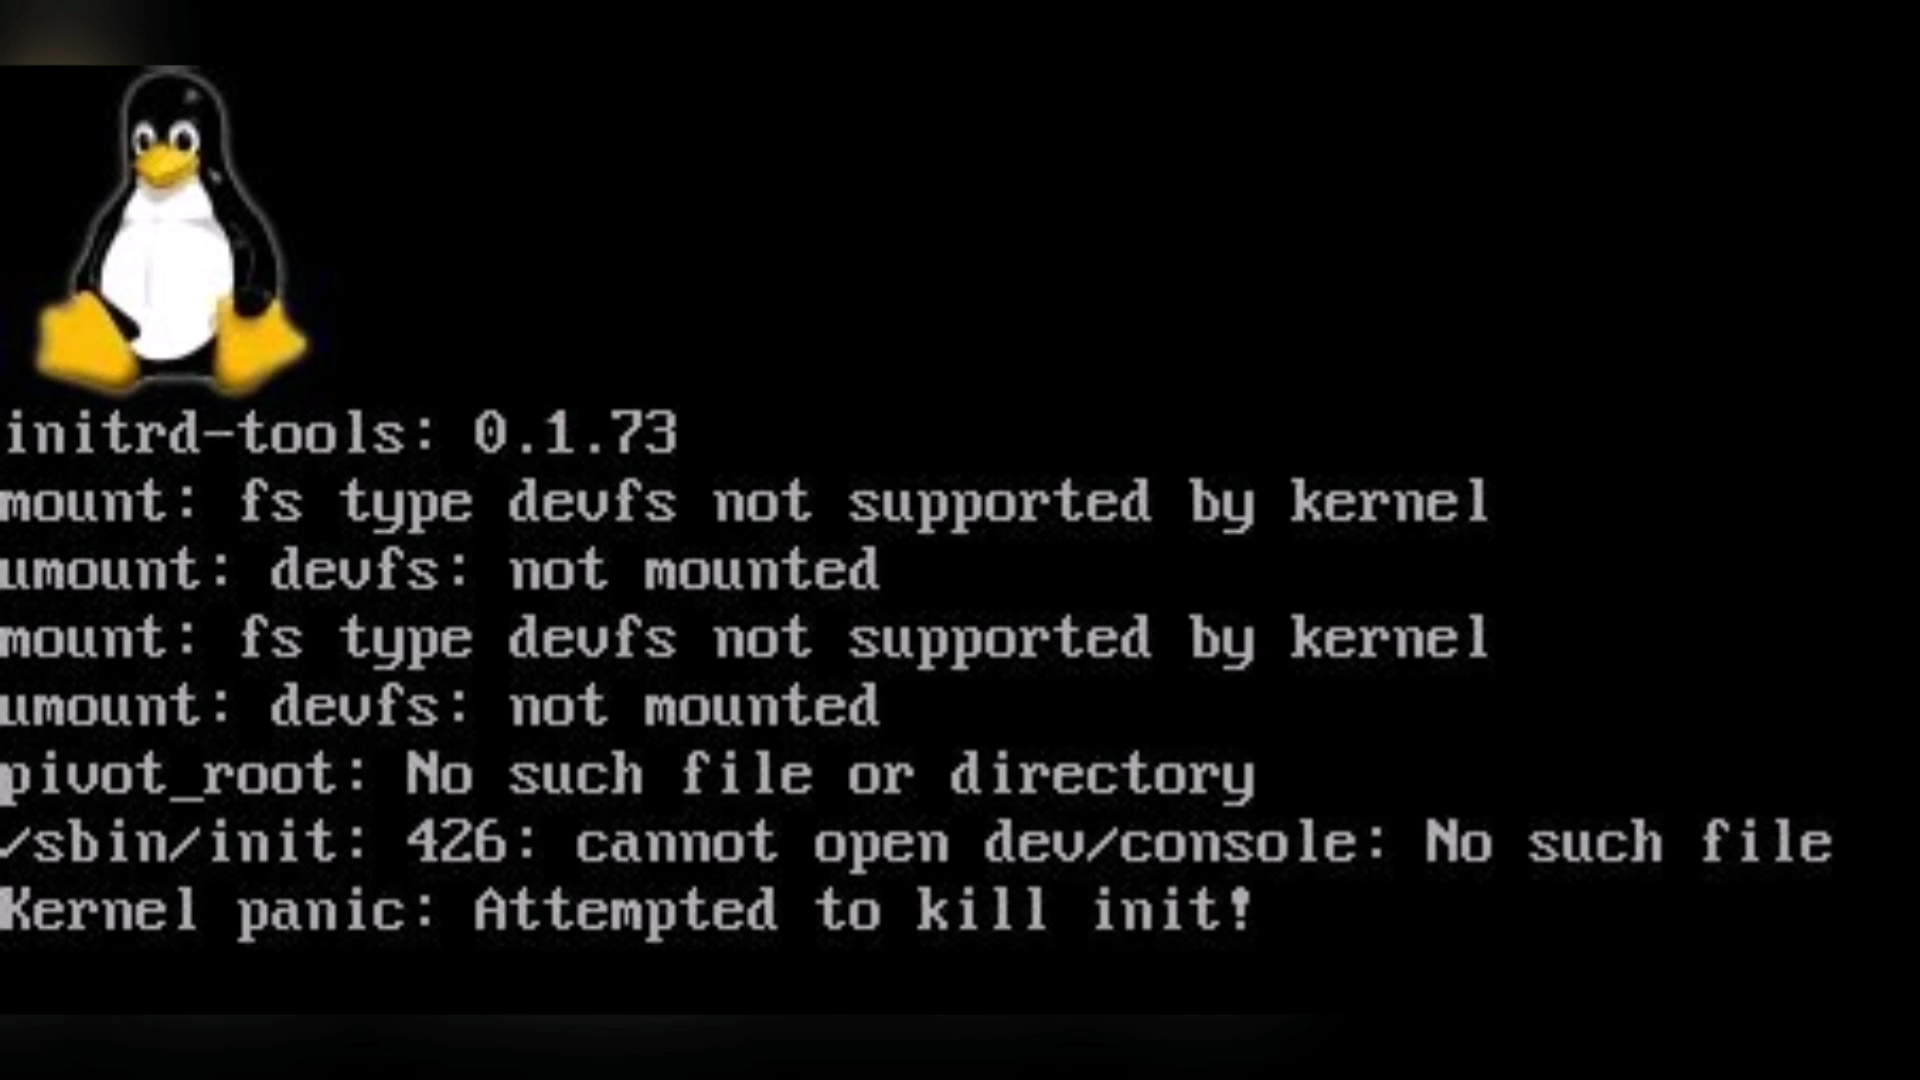 initrd-tools: 0.1.73
mount: fs type devfs not supported by kernel
umount: devfs: not mounted
mount: fs type devfs not supported by kernel
umount: devfs: not mounted
pivot_root: No such file or directory
/sbin/init: 426: cannot open dev/console: No such file
Kernel panic: Attempted to kill init!